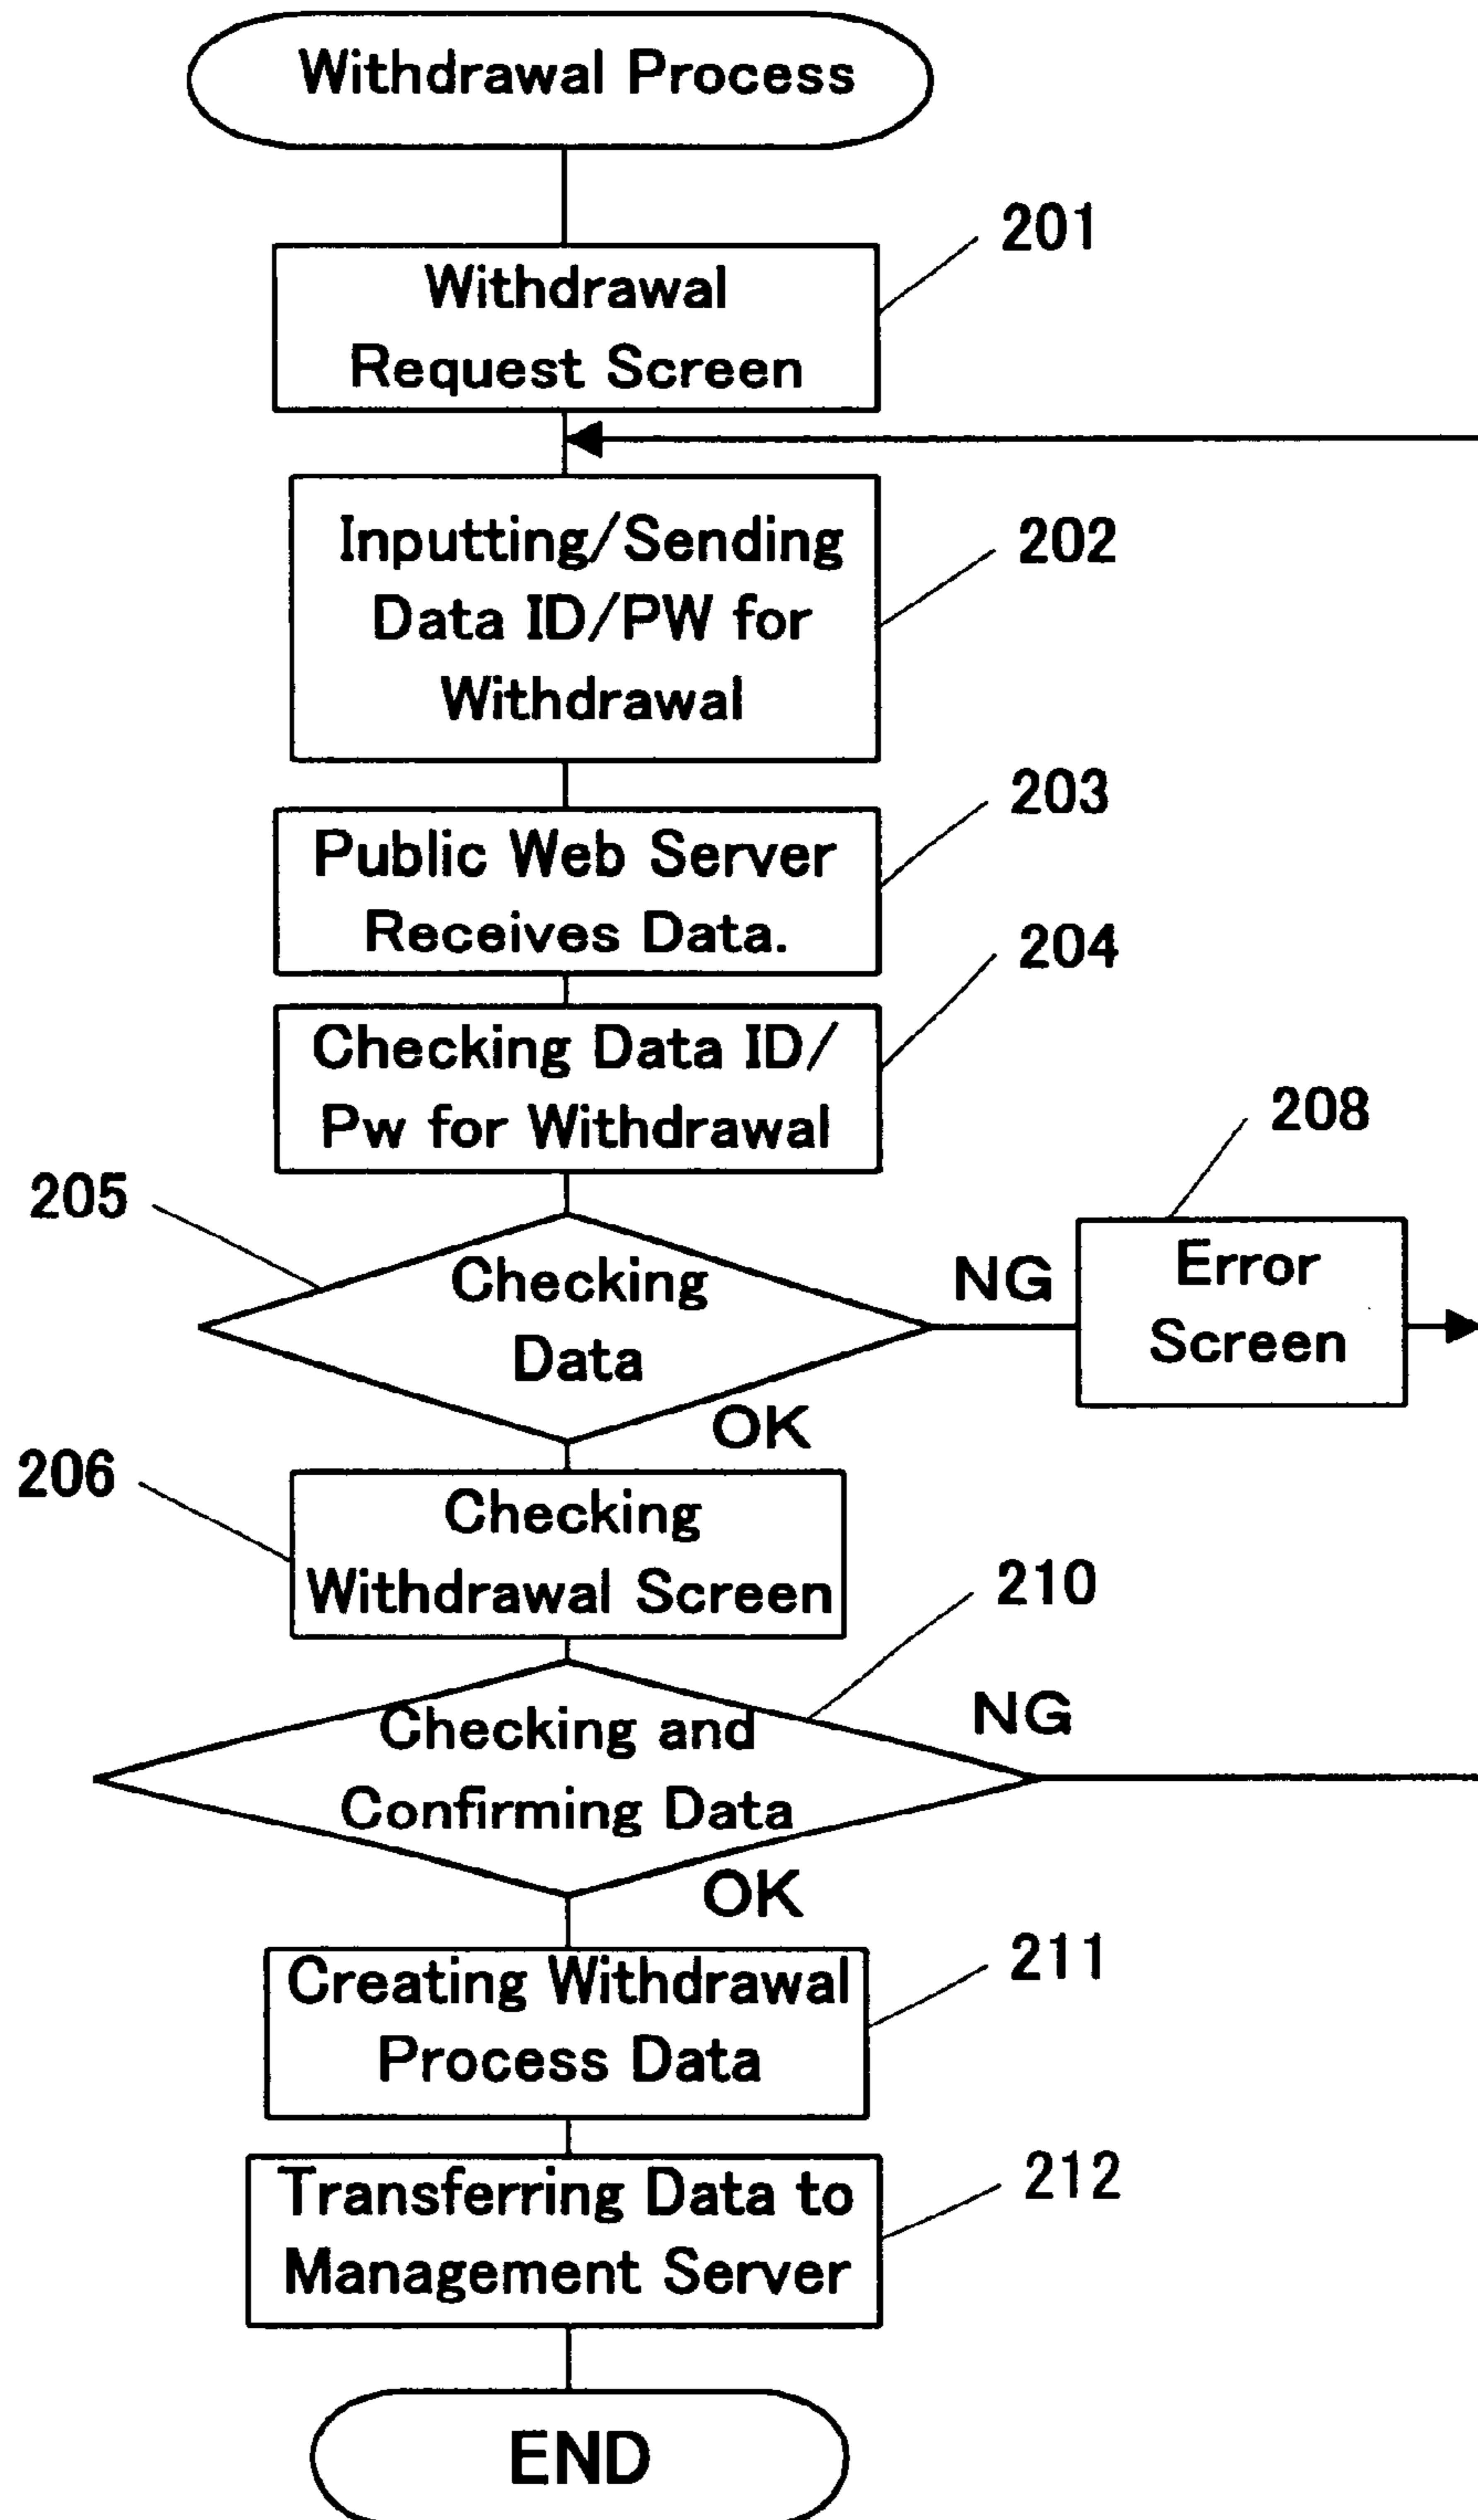 Withdrawal Process
201
Withdrawal
Request Screen
202
Inputting/Sending
Data ID/PW for
Withdrawal
203
Public Web Server
Receives Data.
204
Checking Data ID/
Pw for Withdrawal
205
Checking
Data
NG
OK
208
Error
Screen
206
Checking
Withdrawal Screen
210
Checking and
Confirming Data
NG
OK
211
Creating Withdrawal
Process Data
212
Transferring Data to
Management Server
END